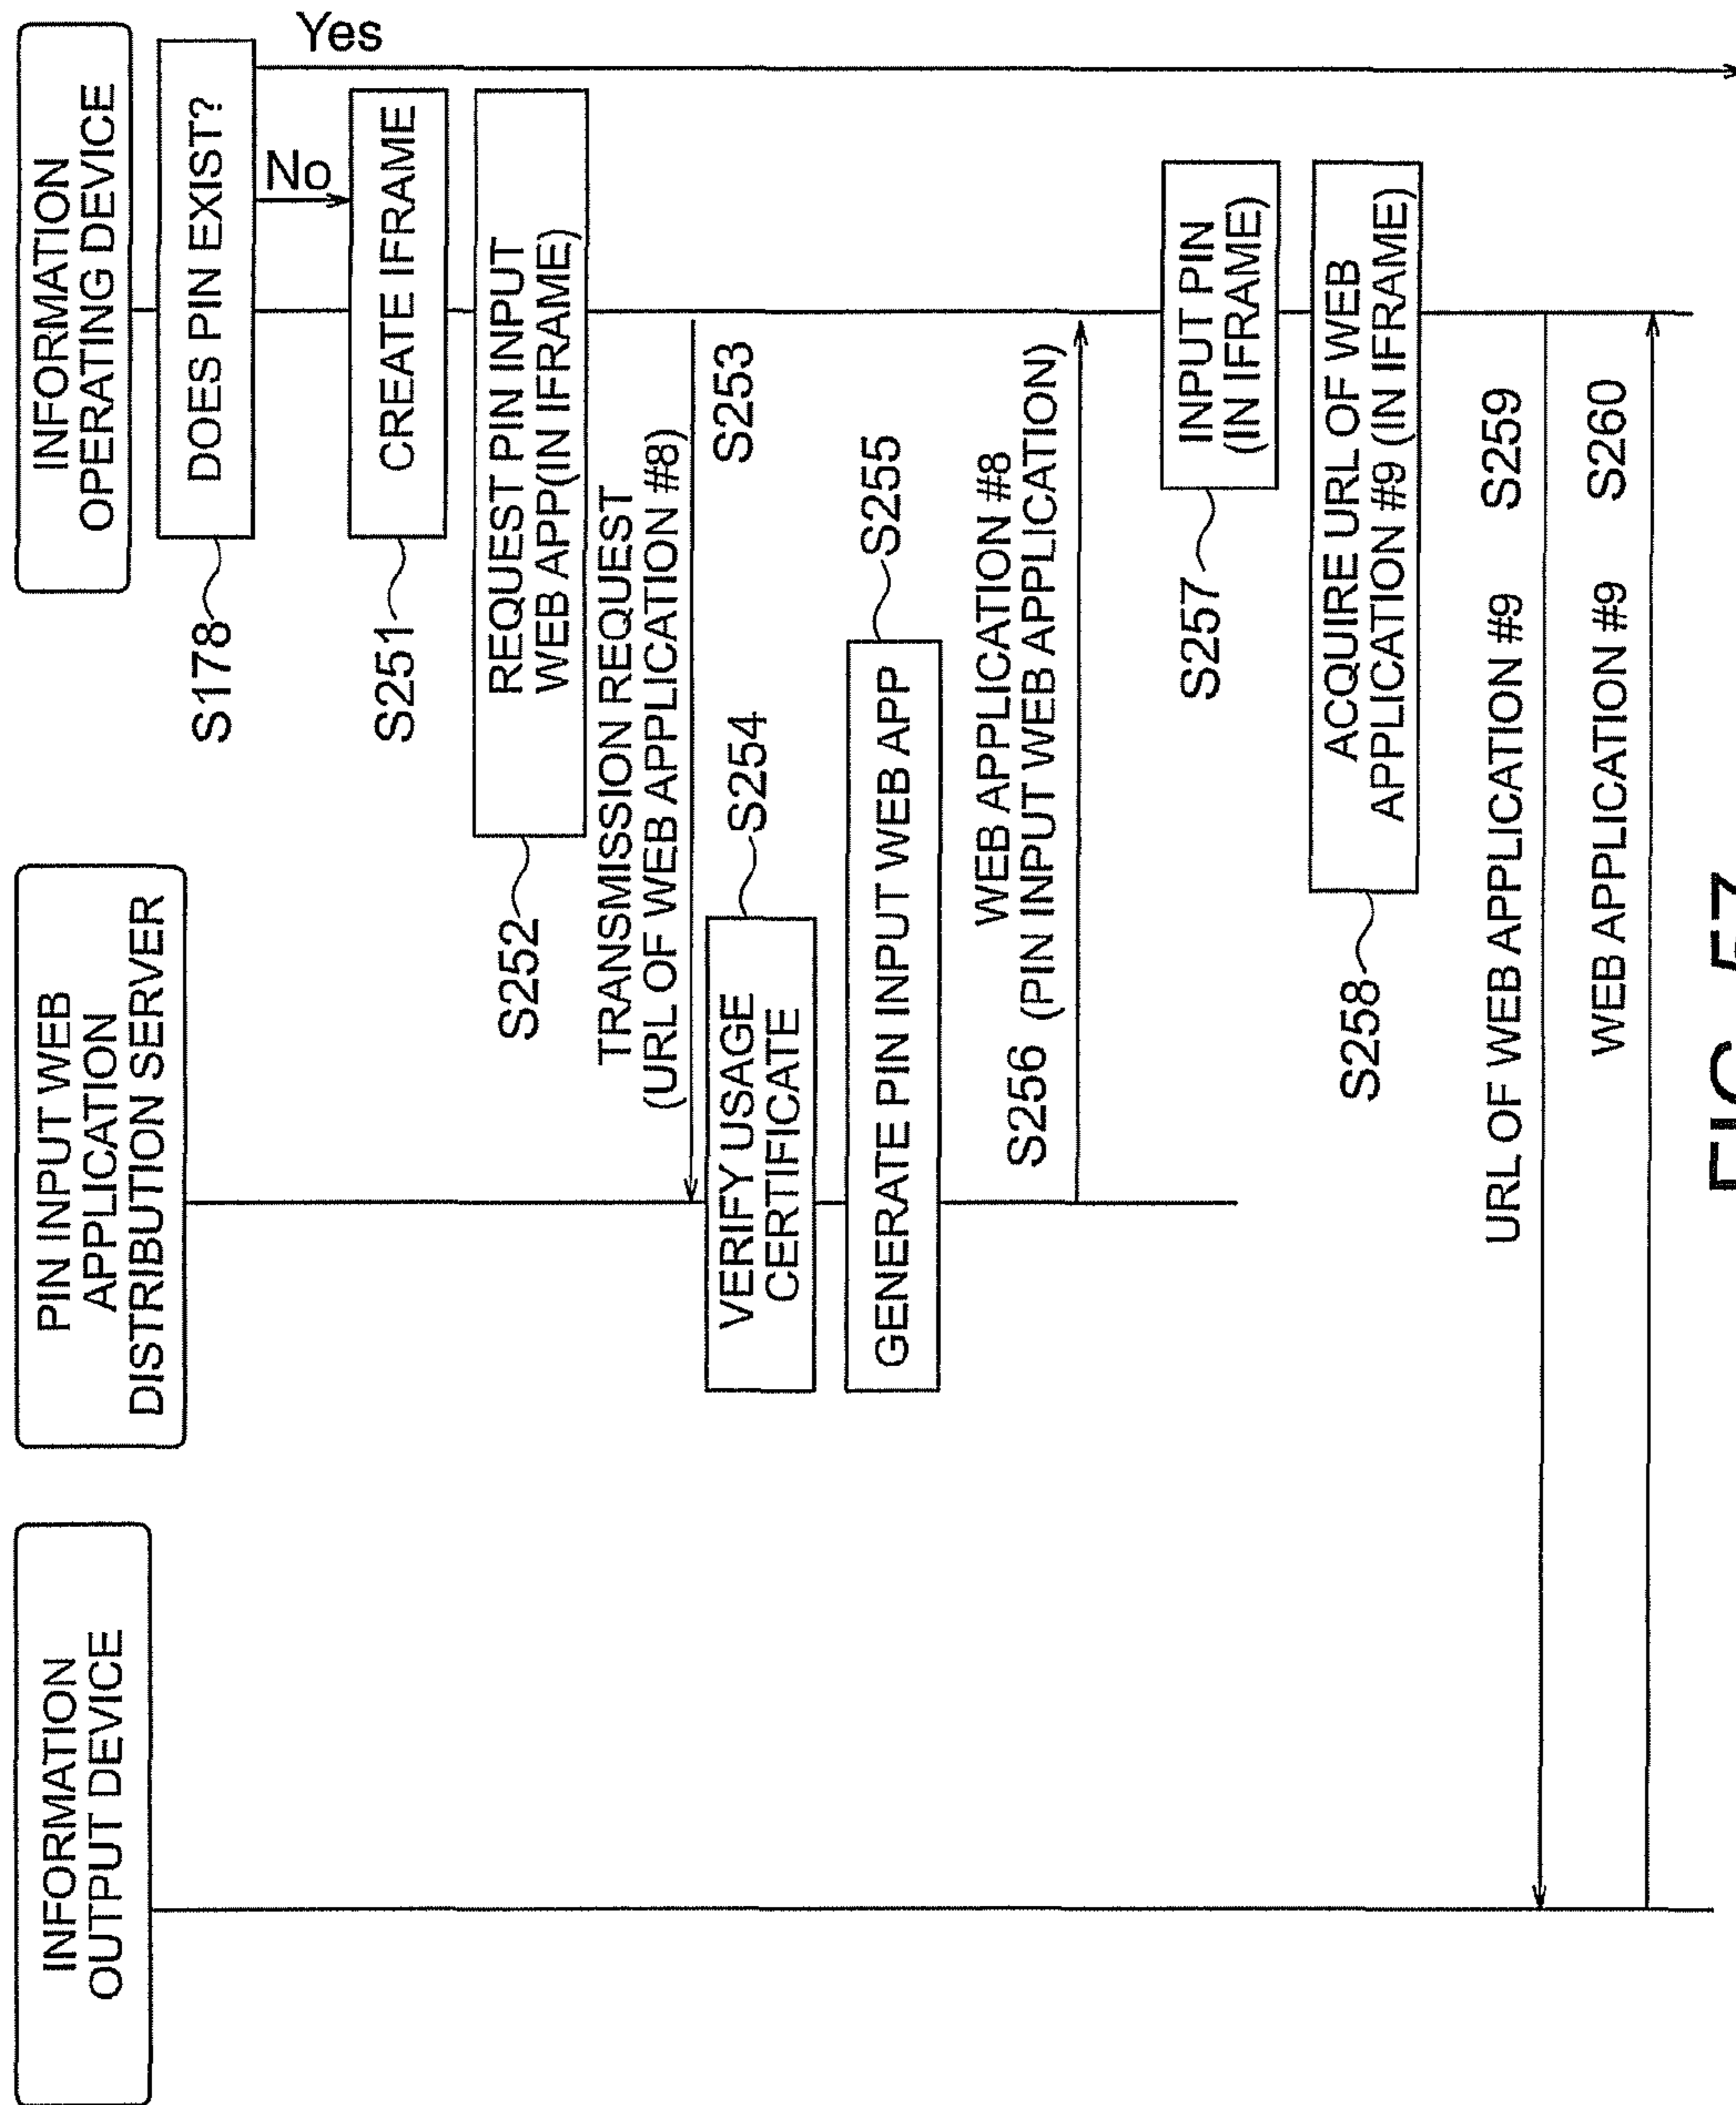 INFORMATION
OUTPUT DEVICE
PIN INPUT WEB
APPLICATION
DISTRIBUTION SERVER
INFORMATION
OPERATING DEVICE
S178
DOES PIN EXIST?
Yes
No
S251
CREATE IFRAME
S252
REQUEST PIN INPUT
WEB APP(IN IFRAME)
TRANSMISSION REQUEST
(URL OF WEB APPLICATION #8)
S253
VERIFY USAGE
CERTIFICATE
S254
GENERATE PIN INPUT WEB APP
S255
WEB APPLICATION #8
S256 (PIN INPUT WEB APPLICATION)
S257
INPUT PIN
(IN IFRAME)
S258
ACQUIRE URL OF WEB
APPLICATION #9 (IN IFRAME)
URL OF WEB APPLICATION #9 S259
WEB APPLICATION #9 S260
FIG. 57